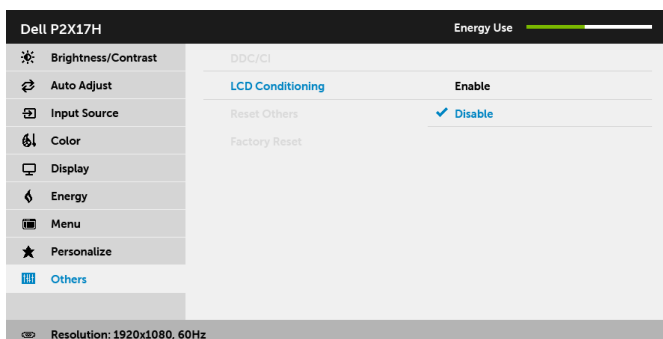 Dell P2X17H Energy Use
Brightness/Contrast DDC/CI
Auto Adjust LCD Conditioning Enable
Input Source Reset Others Disable
Color Factory Reset
Display
Energy
Menu
Personalize
Others
Resolution: 1920x1080, 60Hz